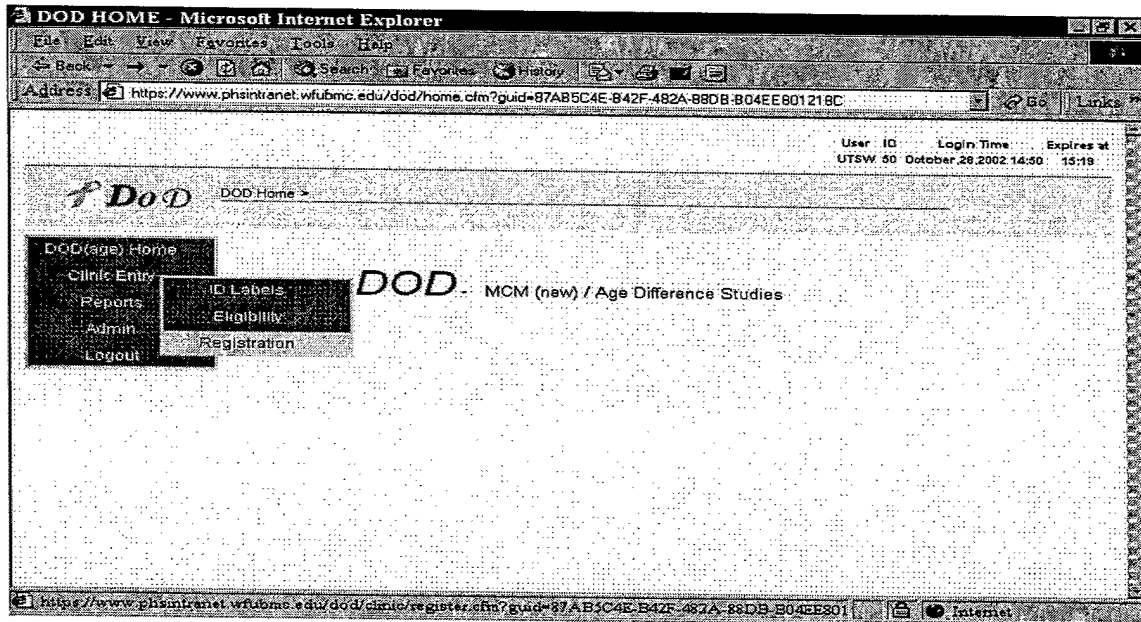 DOD HOME - Microsoft Internet Explorer
File Edit View Favorites Tools Help
Back Search Favorites History
Address https://www.phsintranet.wfubmc.edu/dod/home.cfm?guid=87AB5C4E-B42F-482A-88DB-B04EE801218C Go Links
User ID Login Time Expires at
UTSW 50 October,28,2002 14:50 15:19
DoD DOD Home >
DOD(age) Home
Clinic Entry
Reports
Admin
Logout
ID Labels
Eligibility
Registration
DOD- MCM (new) / Age Difference Studies
https://www.phsintranet.wfubmc.edu/dod/clinic/register.cfm?guid=87AB5C4E-B42F-482A-88DB-B04EE801 Internet